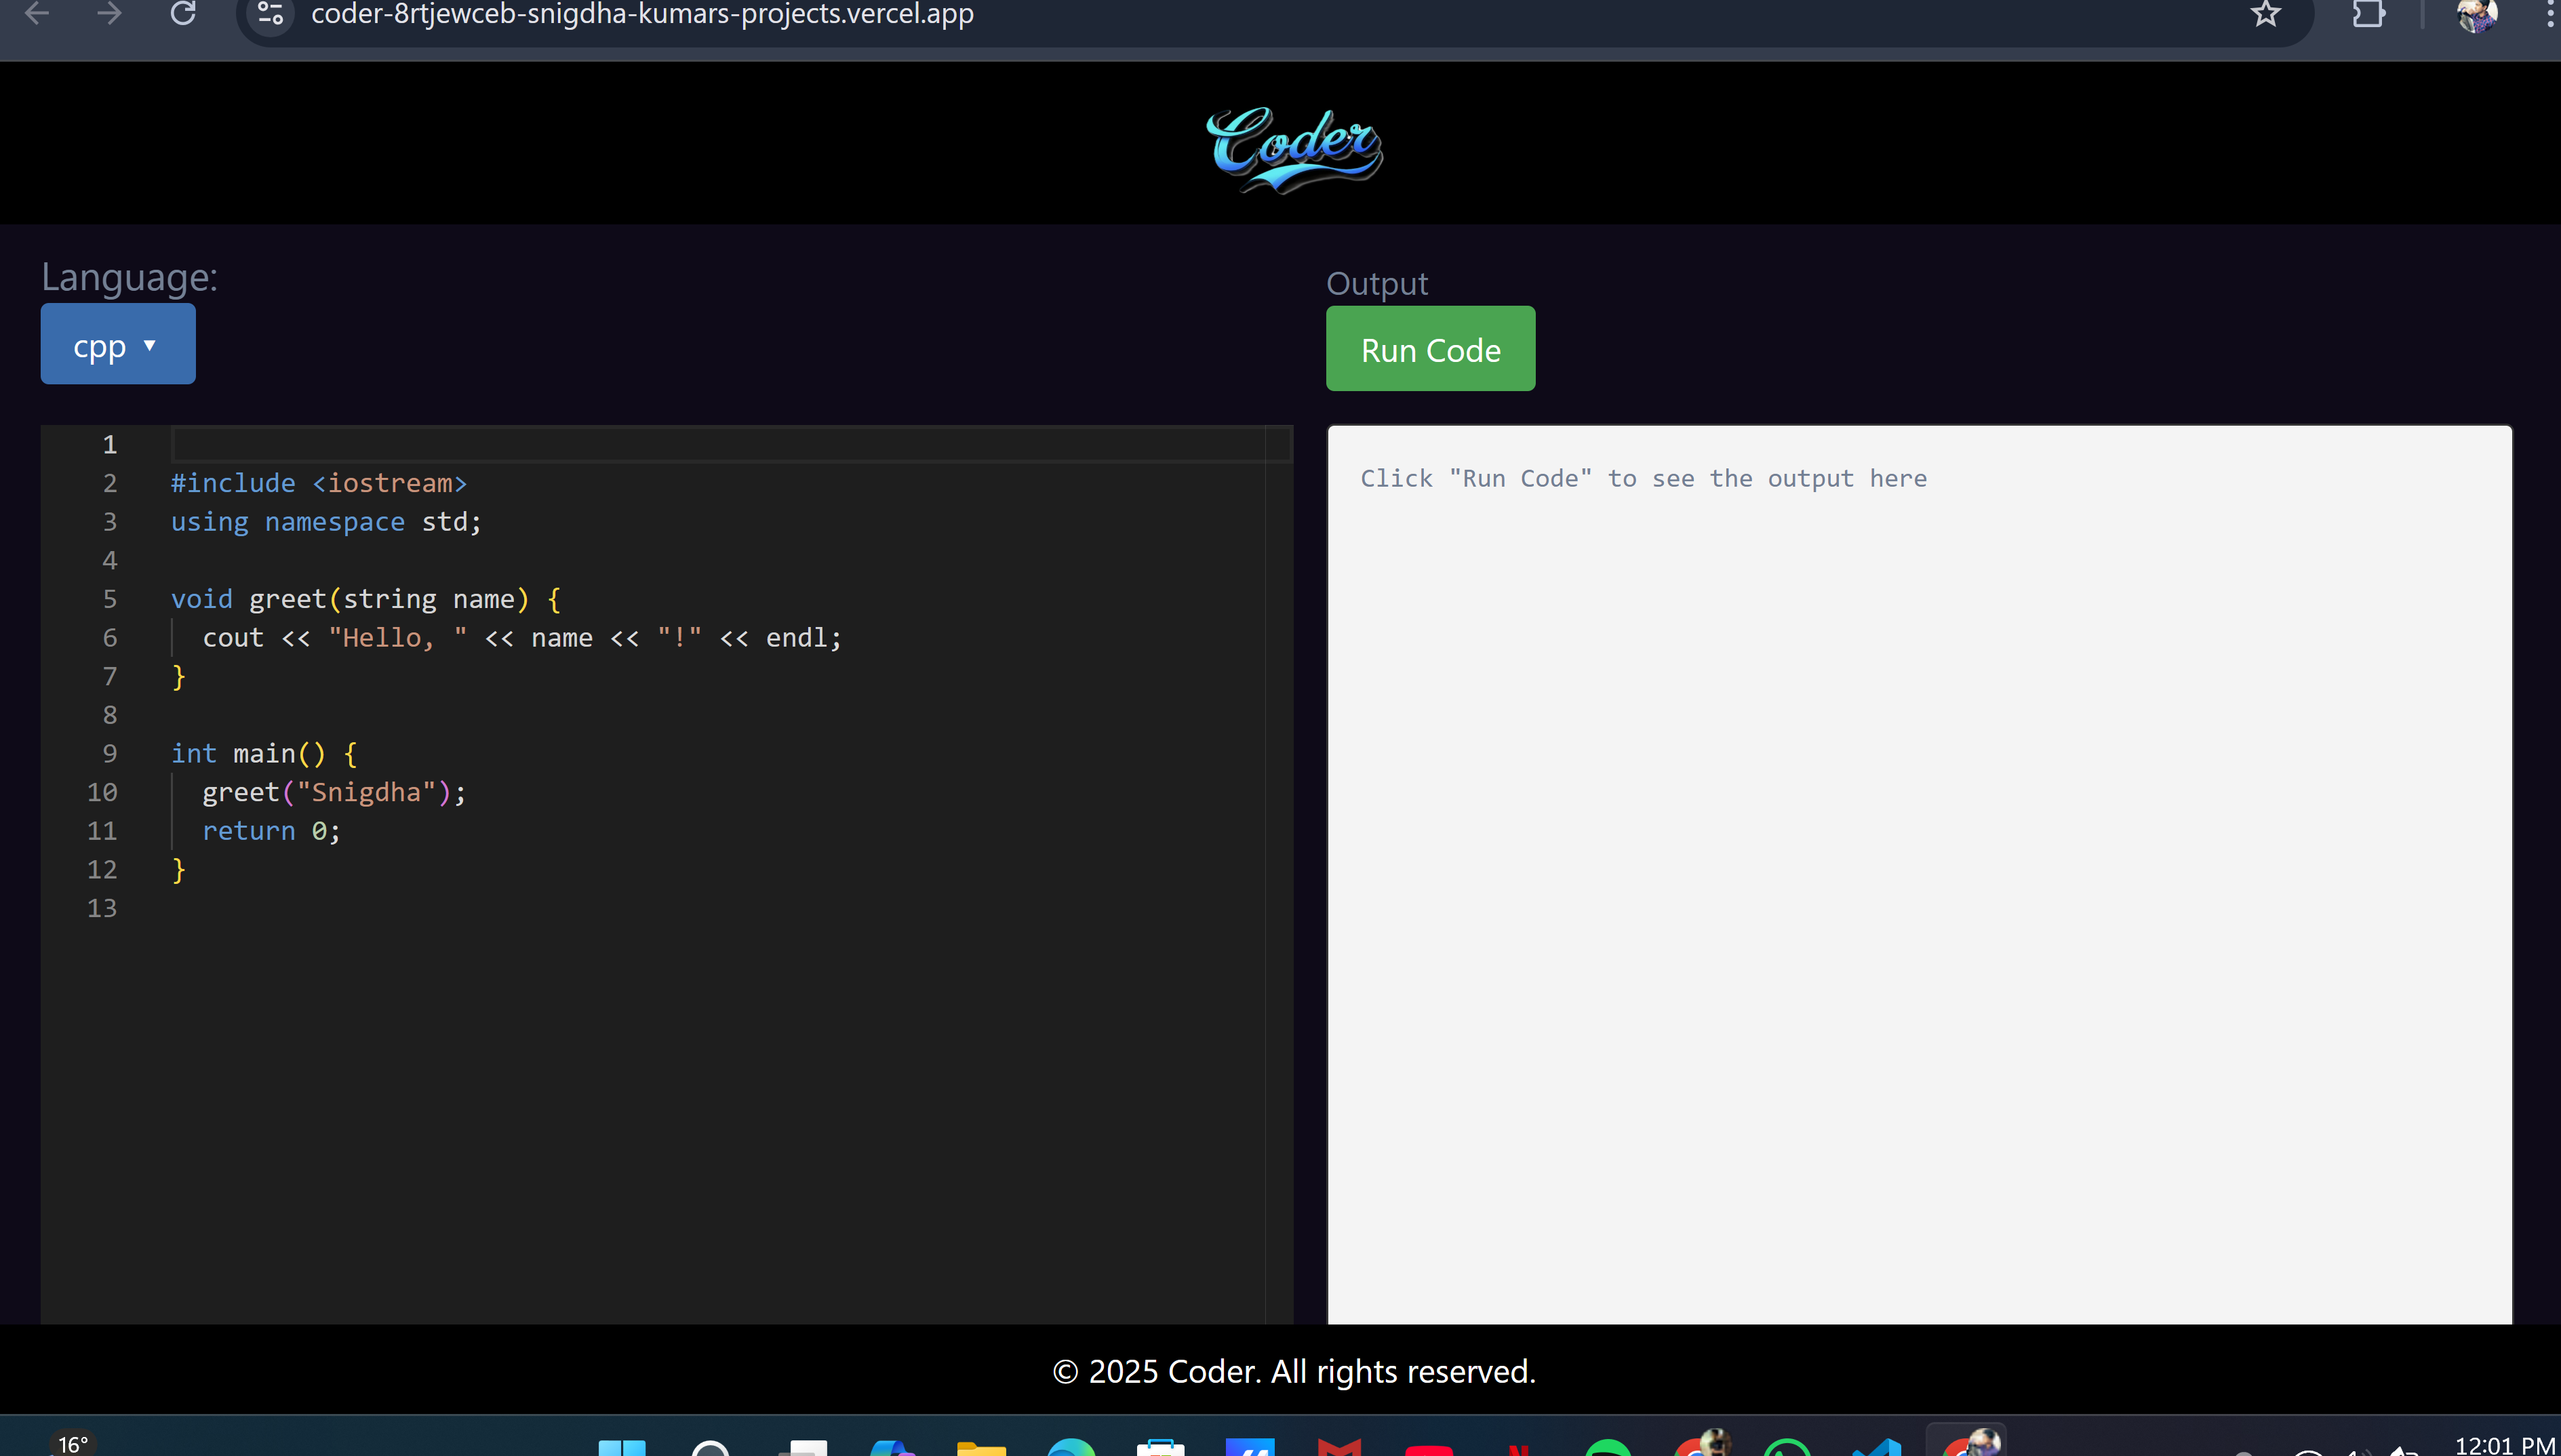 coder-8rtjewceb-snigdha-kumars-projects.vercel.app
Coder
Language:
cpp ▼
Output
Run Code
1
2 #include <iostream>
3 using namespace std;
4
5 void greet(string name) {
6 cout << "Hello, " << name << "!" << endl;
7 }
8
9 int main() {
10 greet("Snigdha");
11 return 0;
12 }
13
Click "Run Code" to see the output here
© 2025 Coder. All rights reserved.
16°
12:01 PM